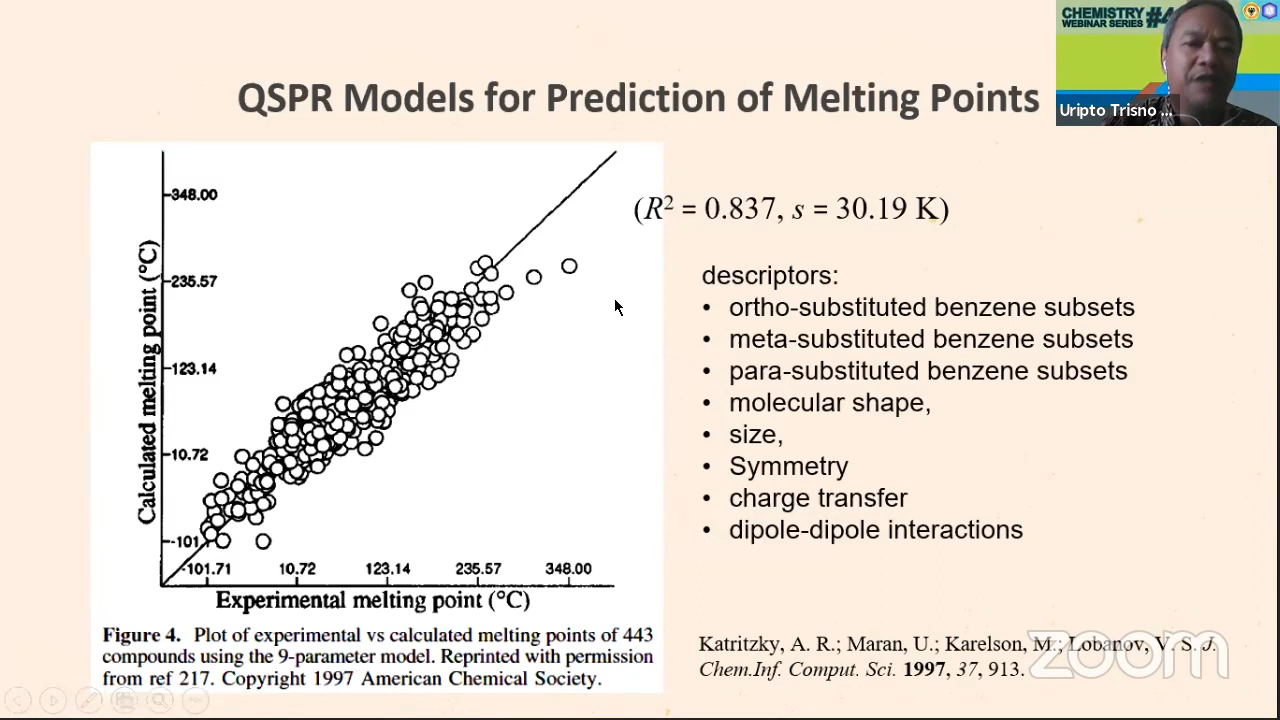 CHEMISTRY #4
WEBINAR SERIES
Uripto Trisno ...
QSPR Models for Prediction of Melting Points
(R² = 0.837, s = 30.19 K)
descriptors:
• ortho-substituted benzene subsets
• meta-substituted benzene subsets
• para-substituted benzene subsets
• molecular shape,
• size,
• Symmetry
• charge transfer
• dipole-dipole interactions
Calculated melting point (°C)
348.00
235.57
123.14
10.72
-101
-101.71 10.72 123.14 235.57 348.00
Experimental melting point (°C)
Figure 4. Plot of experimental vs calculated melting points of 443
compounds using the 9-parameter model. Reprinted with permission
from ref 217. Copyright 1997 American Chemical Society.
Katritzky, A. R.; Maran, U.; Karelson, M.; Lobanov, V. S. J.
Chem.Inf. Comput. Sci. 1997, 37, 913.
zoom